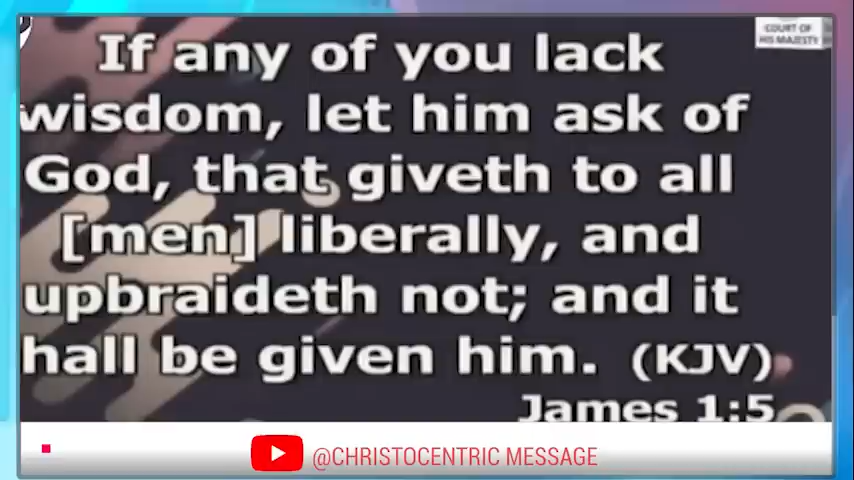 COURT OF
HIS MAJESTY
If any of you lack
wisdom, let him ask of
God, that giveth to all
[men] liberally, and
upbraideth not; and it
hall be given him. (KJV)
James 1:5
@CHRISTOCENTRIC MESSAGE